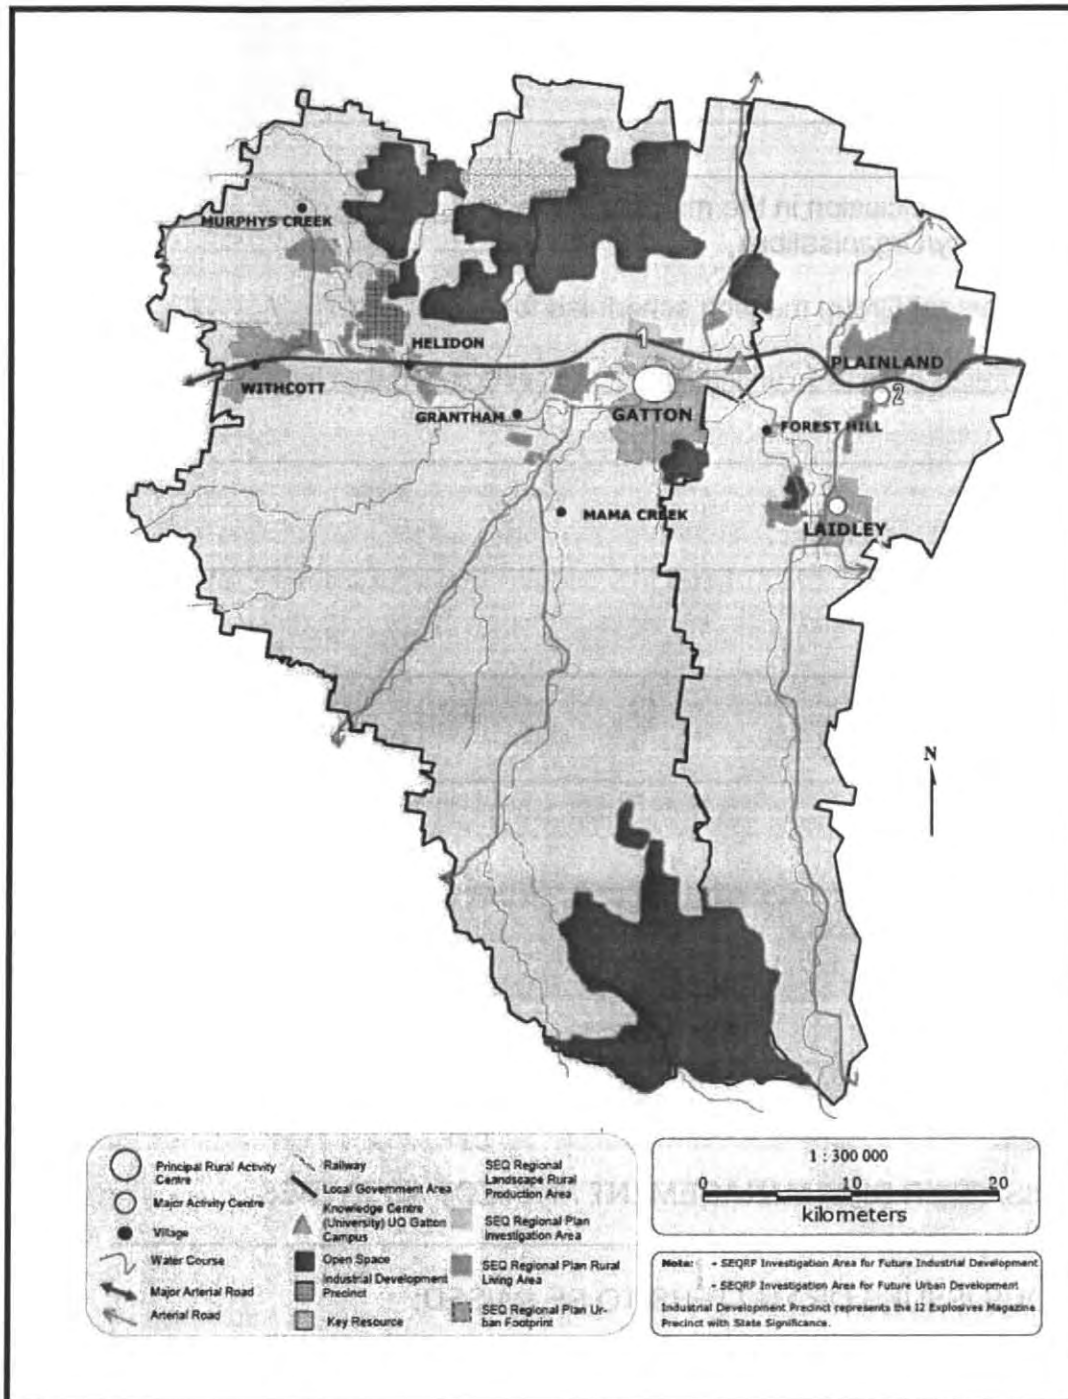 MURPHYS CREEK
HELIDON
WITHCOTT
GRANTHAM
1
GATTON
PLAINLAND
2
FOREST HILL
MAMA CREEK
LAIDLEY
N
Principal Rural Activity
Centre
Major Activity Centre
Village
Water Course
Major Arterial Road
Arterial Road
Railway
Local Government Area
Knowledge Centre
(University) UQ Gatton
Campus
Open Space
Industrial Development
Precinct
Key Resource
SEQ Regional
Landscape Rural
Production Area
SEQ Regional Plan
Investigation Area
SEQ Regional Plan Rural
Living Area
SEQ Regional Plan Ur-
ban Footprint
1 : 300 000
0 10 20
kilometers
Note: 1 - SEQRP Investigation Area for Future Industrial Development
2 - SEQRP Investigation Area for Future Urban Development
Industrial Development Precinct represents the 12 Explosives Magazine
Precinct with State Significance.